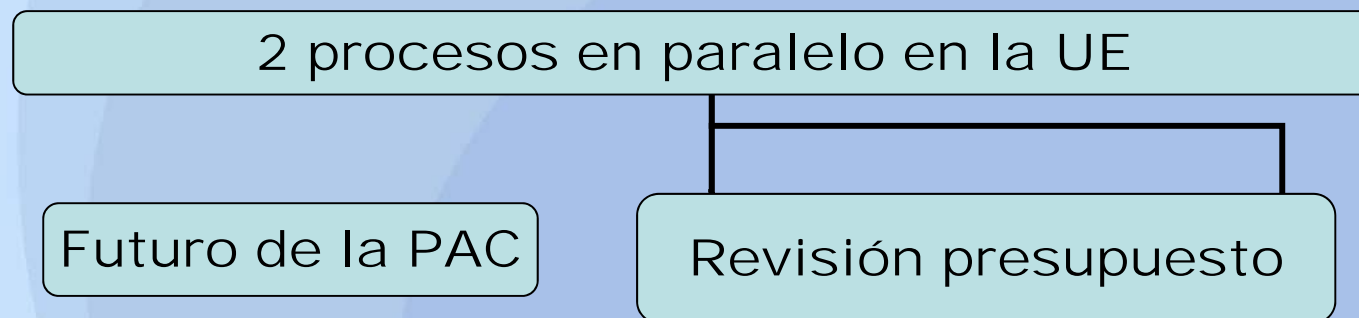 2 procesos en paralelo en la UE
Futuro de la PAC
Revisión presupuesto